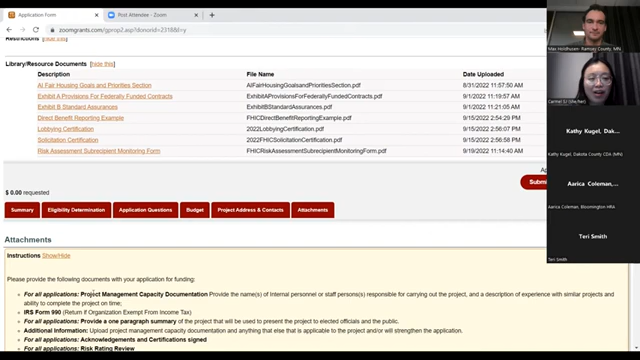 Application Form
Post Attendee - Zoom
zoomgrants.com/gprop2.asp?donorid=2318&l=y
Restrictions [hide this]
Library/Resource Documents [hide this]
Description File Name Date Uploaded
AI Fair Housing Goals and Priorities Section AIFairHousingGoalsandPrioritiesSection.pdf 8/31/2022 11:57:50 AM
Exhibit A Provisions For Federally Funded Contracts ExhibitAProvisionsForFederallyFundedContracts.pdf 9/1/2022 11:19:57 AM
Exhibit B Standard Assurances ExhibitBStandardAssurances.pdf 9/1/2022 11:21:05 AM
Direct Benefit Reporting Example FHICDirectBenefitReportingExample.pdf 9/15/2022 2:54:29 PM
Lobbying Certification 2022LobbyingCertification.pdf 9/15/2022 2:56:07 PM
Solicitation Certification 2022FHICSolicitationCertification.pdf 9/15/2022 2:56:58 PM
Risk Assessment Subrecipient Monitoring Form FHICRiskAssessmentSubrecipientMonitoringForm.pdf 9/19/2022 11:14:40 AM
$ 0.00 requested
Summary Eligibility Determination Application Questions Budget Project Address & Contacts Attachments
Attachments
Instructions Show/Hide
Please provide the following documents with your application for funding:
For all applications: Project Management Capacity Documentation Provide the name(s) of Internal personnel or staff persons(s) responsible for carrying out the project, and a description of experience with similar projects and
ability to complete the project on time;
IRS Form 990 (Return if Organization Exempt From Income Tax)
For all applications: Provide a one paragraph summary of the project that will be used to present the project to elected officials and the public.
Additional Information: Upload project management capacity documentation and anything else that is applicable to the project and/or will strengthen the application.
For all applications: Acknowledgements and Certifications signed
For all applications: Risk Rating Review
Max Holdhusen- Ramsey County, MN
Carmel SJ (she/her)
Kathy Kugel, Dak...
Kathy Kugel, Dakota County CDA (MN)
Aarica Coleman,...
Aarica Coleman, Bloomington HRA
Teri Smith
Teri Smith